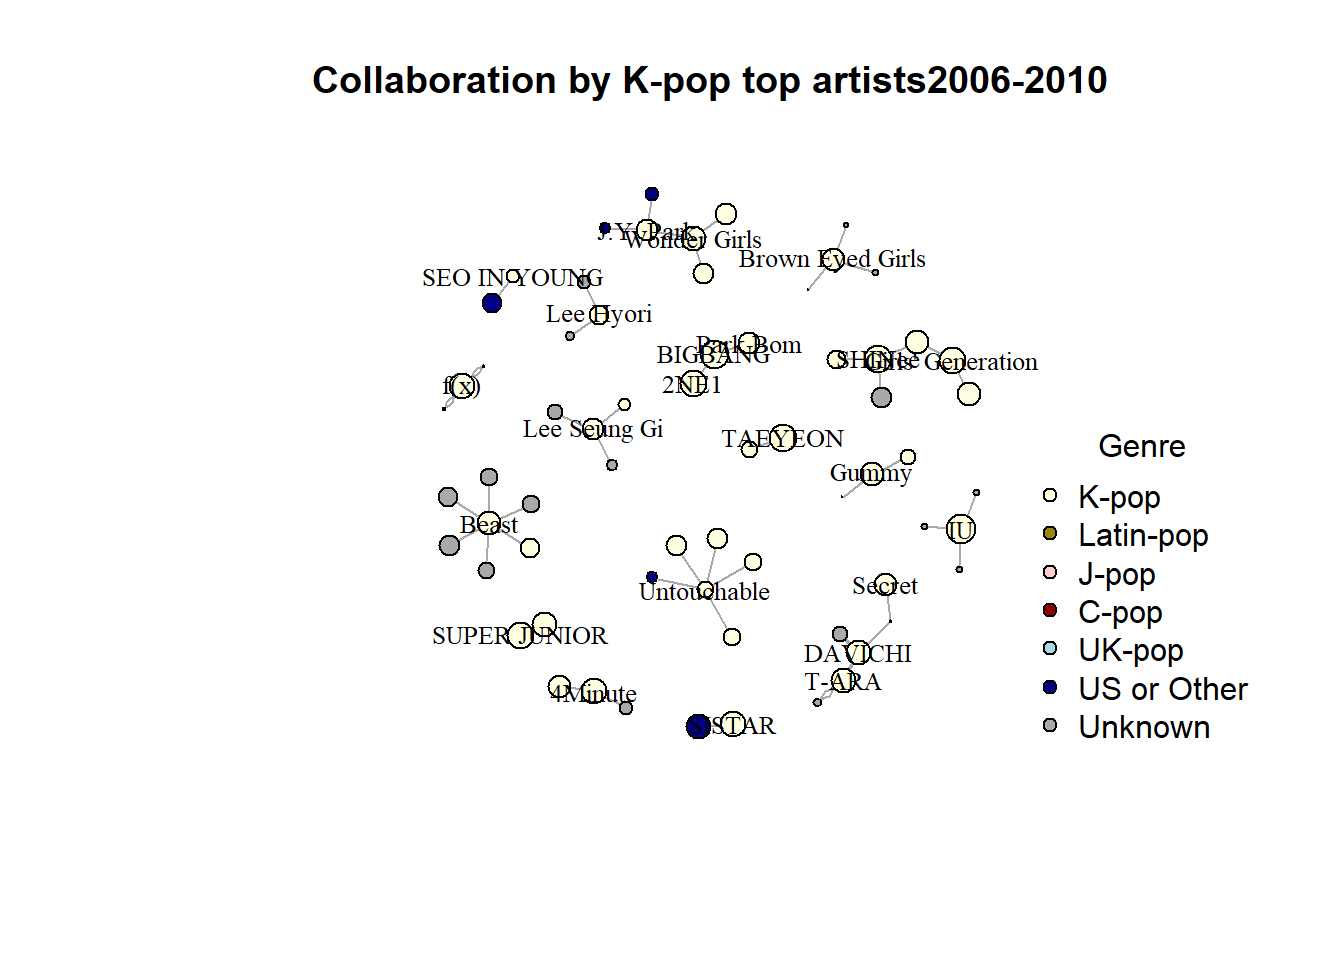 Collaboration by K-pop top artists2006-2010
J. Y. Park
Wonder Girls
Brown Eyed Girls
SEO IN YOUNG
Lee Hyori
Park Bom
BIGBANG
SHINee
Girls' Generation
2NE1
f(x)
Lee Seung Gi
TAEYEON
Gummy
Beast
IU
Secret
Untouchable
SUPER JUNIOR
DAVICHI
T-ARA
4Minute
SISTAR
Genre
K-pop
Latin-pop
J-pop
C-pop
UK-pop
US or Other
Unknown